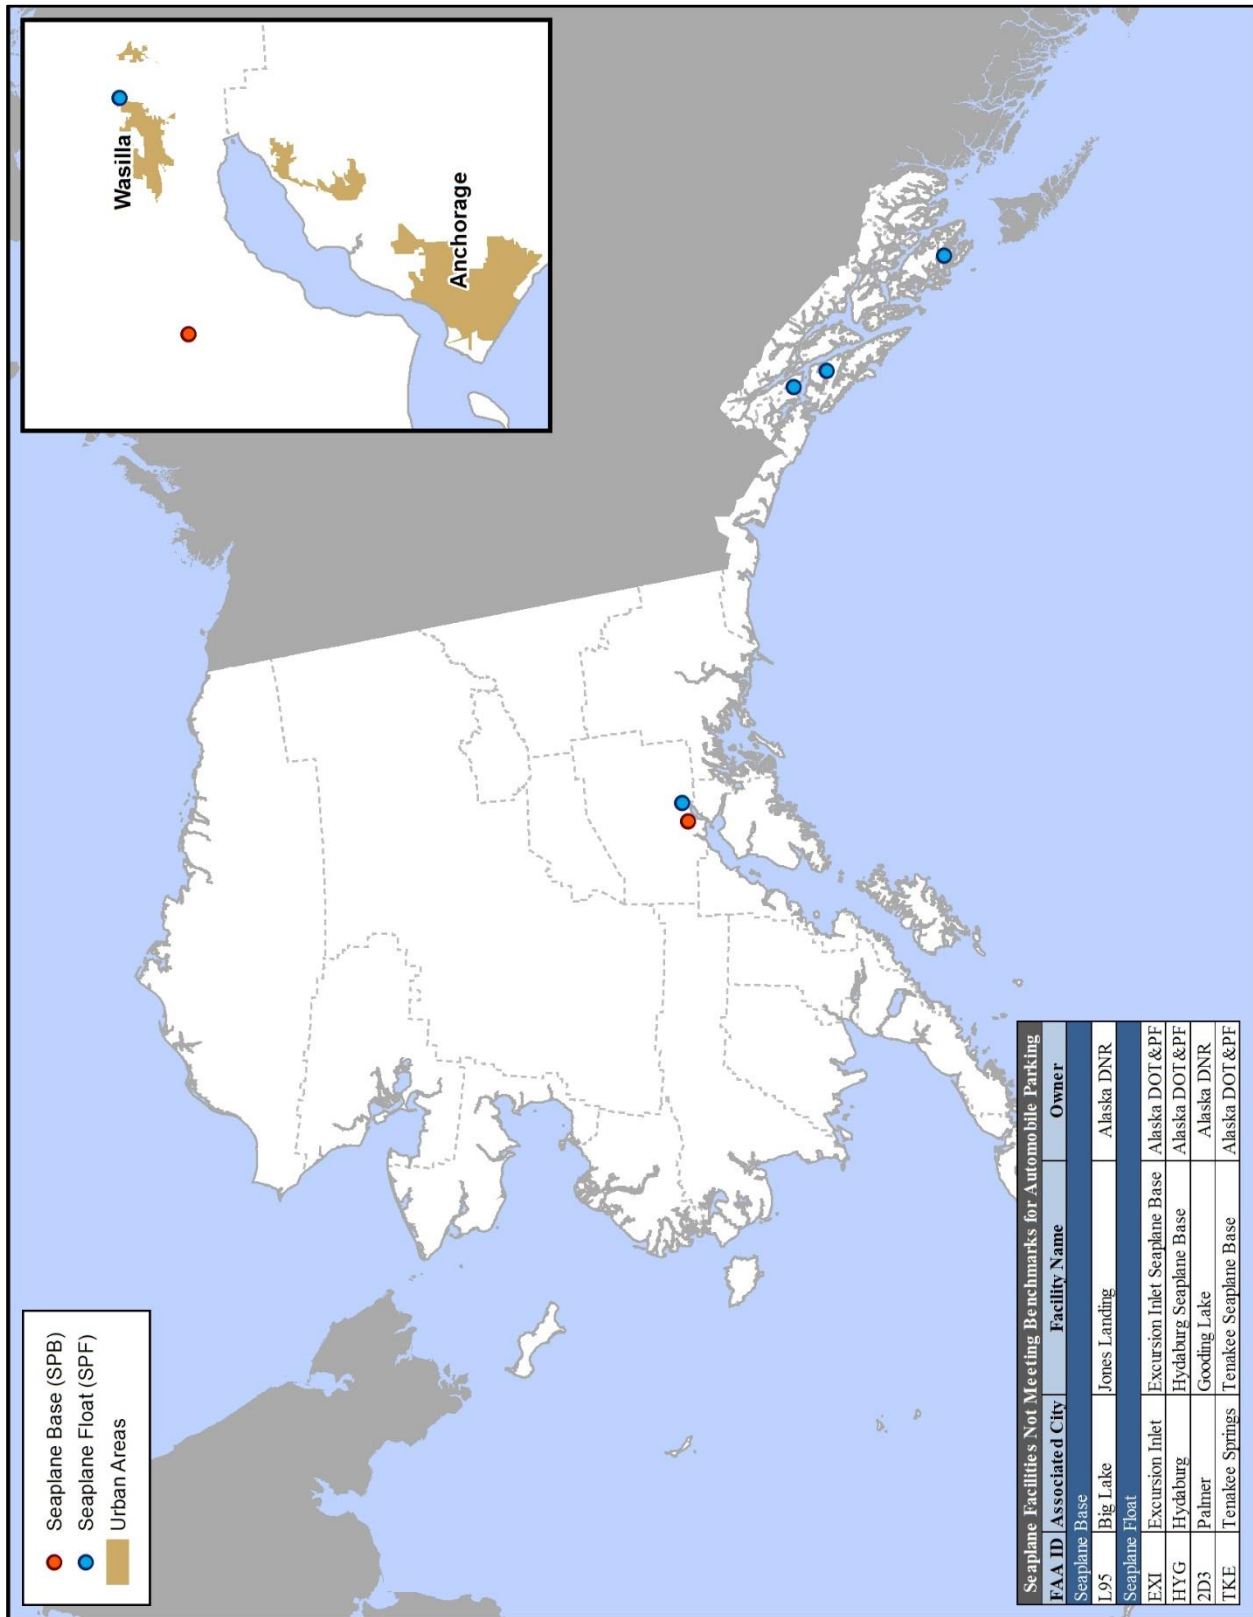 Seaplane Base (SPB)
Seaplane Float (SPF)
Urban Areas
Wasilla
Anchorage
Seaplane Facilities Not Meeting Benchmarks for Automobile Parking
FAA ID Associated City Facility Name Owner
Seaplane Base
L95 Big Lake Jones Landing Alaska DNR
Seaplane Float
EXI Excursion Inlet Excursion Inlet Seaplane Base Alaska DOT&PF
HYG Hydaburg Hydaburg Seaplane Base Alaska DOT&PF
2D3 Palmer Gooding Lake Alaska DNR
TKE Tenakee Springs Tenakee Seaplane Base Alaska DOT&PF